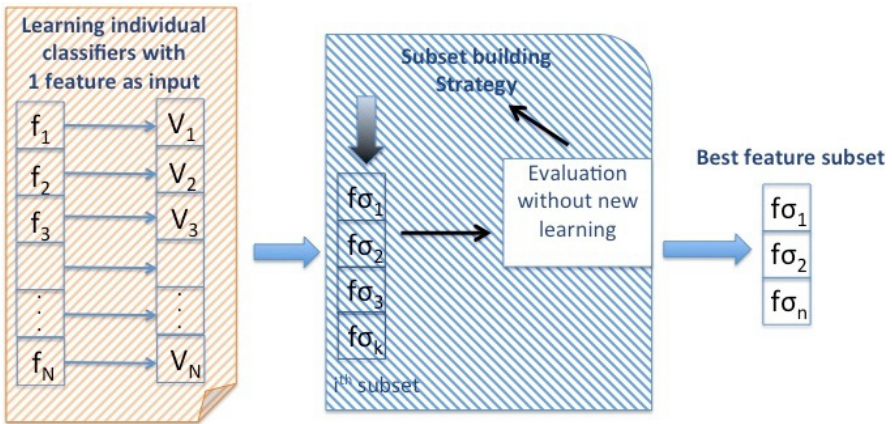 Learning individual
classifiers with
1 feature as input
f1
V1
f2
V2
f3
V3
⋮
⋮
fN
VN
Subset building
Strategy
fσ1
fσ2
fσ3
fσk
ith subset
Evaluation
without new
learning
Best feature subset
fσ1
fσ2
fσn